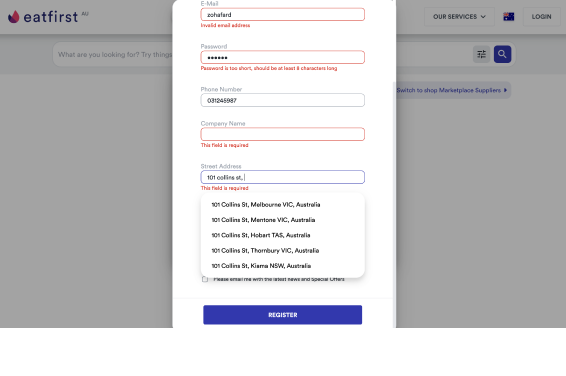 eatfirst AU
OUR SERVICES
LOGIN
What are you looking for? Try things
Switch to shop Marketplace Suppliers
E-Mail
zohafard
Invalid email address
Password
Password is too short, should be at least 8 characters long.
Phone Number
031245987
Company Name
This field is required
Street Address
101 collins st,
This field is required
101 Collins St, Melbourne VIC, Australia
101 Collins St, Mentone VIC, Australia
101 Collins St, Hobart TAS, Australia
101 Collins St, Thornbury VIC, Australia
101 Collins St, Kiama NSW, Australia
Please email me with the latest news and Special Offers
REGISTER